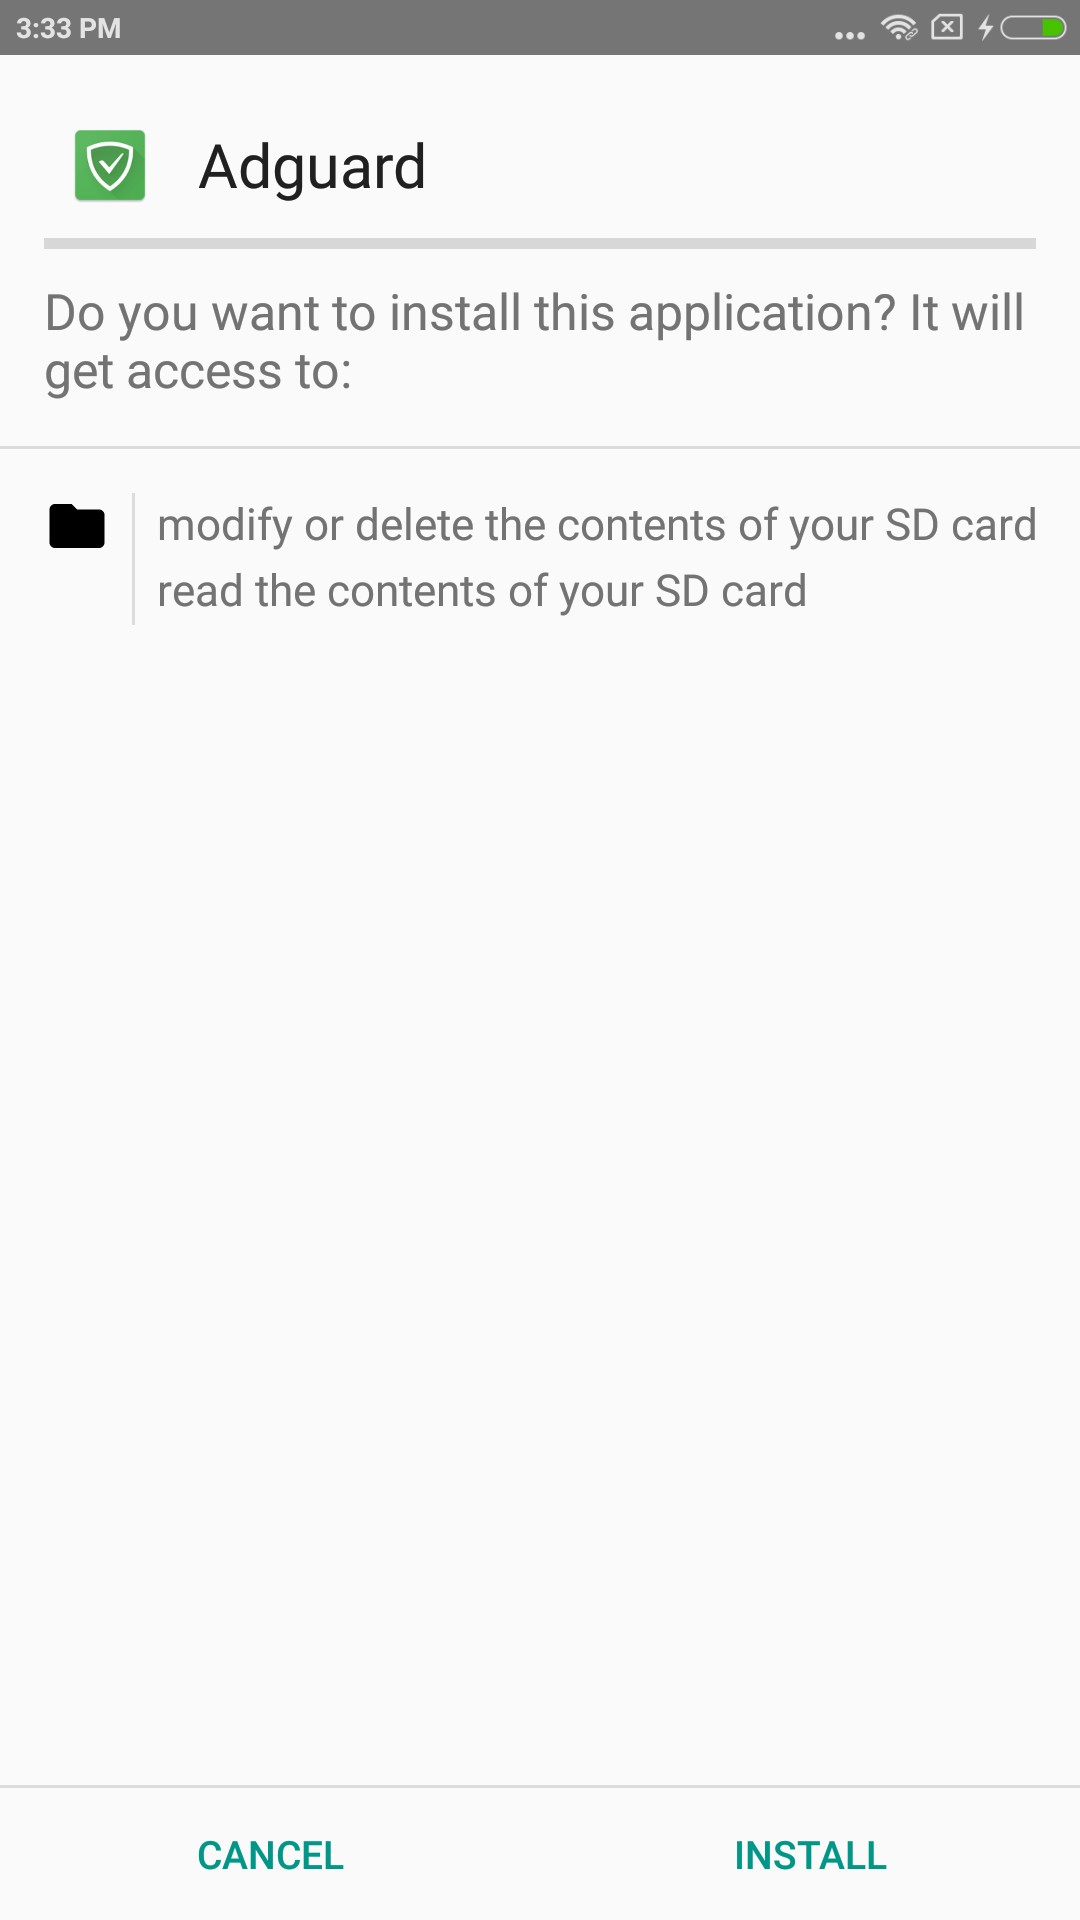 3:33 PM
Adguard
Do you want to install this application? It will
get access to:
modify or delete the contents of your SD card
read the contents of your SD card
CANCEL
INSTALL